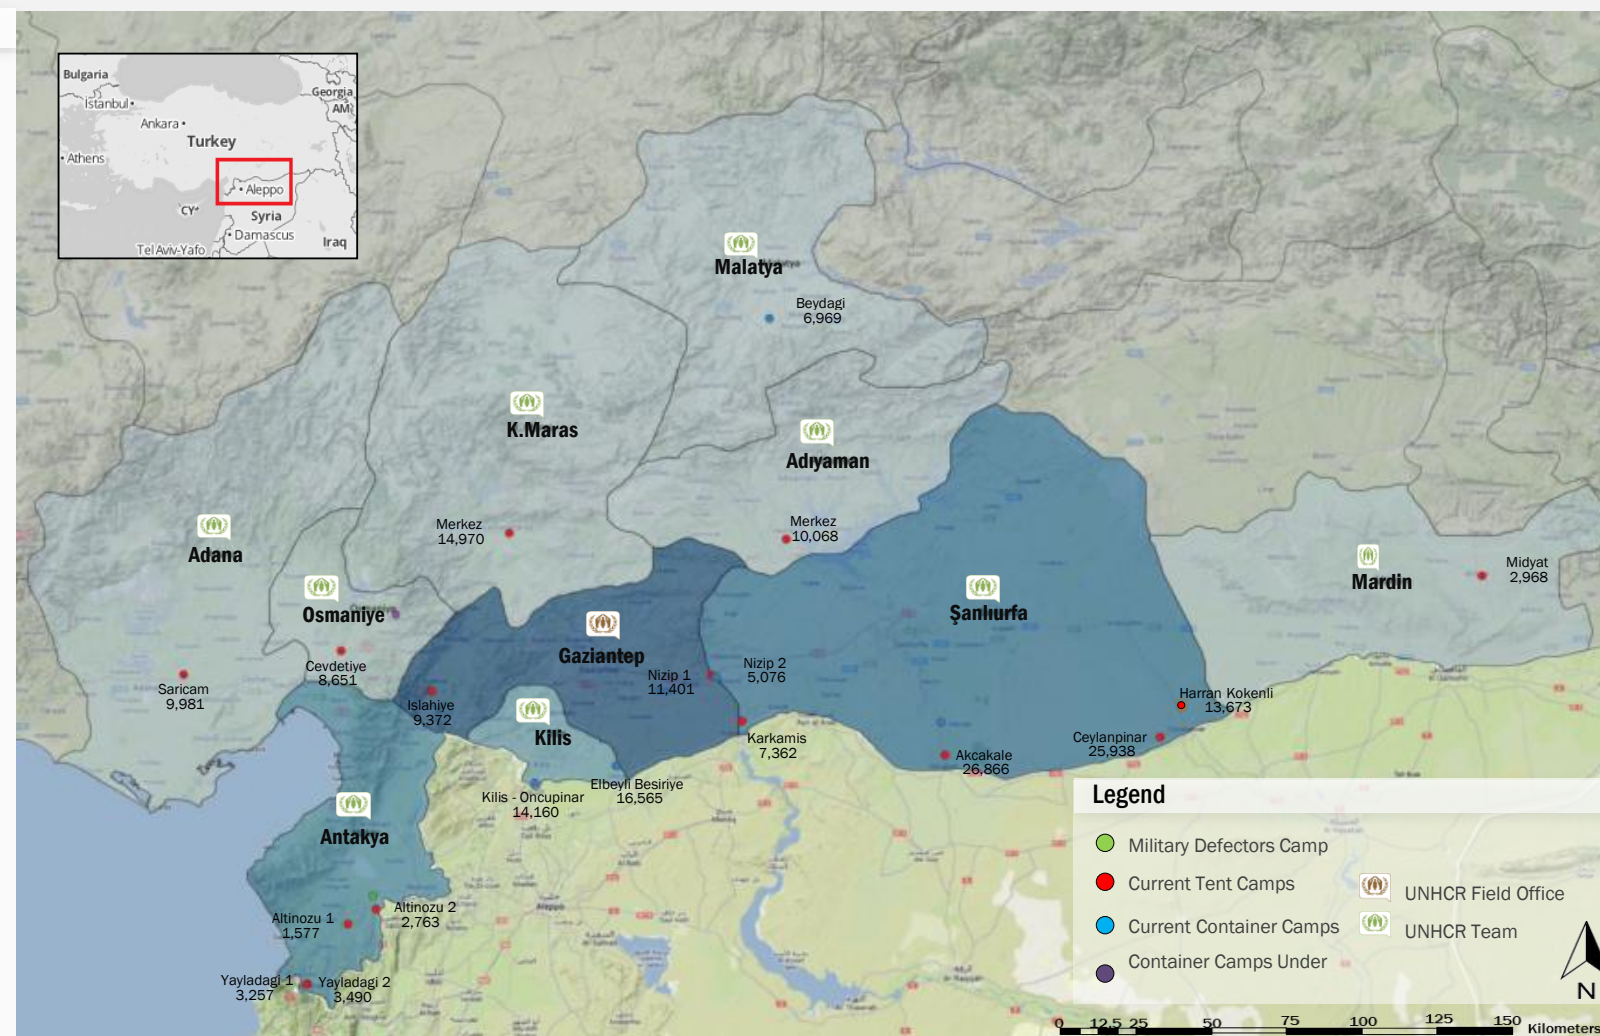 Bulgaria
Georgia
Istanbul
AM
Ankara
Turkey
Athens
Aleppo
CY
Syria
Damascus
Tel Aviv-Yafo
Iraq
Malatya
Beydagi
6,969
K.Maras
Adıyaman
Merkez
14,970
Merkez
10,068
Adana
Osmaniye
Şanlıurfa
Mardin
Midyat
2,968
Gaziantep
Cevdetiye
8,651
Saricam
9,981
Islahiye
9,372
Nizip 1
11,401
Nizip 2
5,076
Harran Kokenli
13,673
Kilis
Karkamis
7,362
Ceylanpinar
25,938
Akcakale
26,866
Elbeyli Besiriye
16,565
Kilis - Oncupinar
14,160
Antakya
Altinozu 1
1,577
Altinozu 2
2,763
Yayladagi 1
3,257
Yayladagi 2
3,490
Legend
Military Defectors Camp
Current Tent Camps
UNHCR Field Office
Current Container Camps
UNHCR Team
Container Camps Under
N
0 12,5 25 50 75 100 125 150
Kilometers